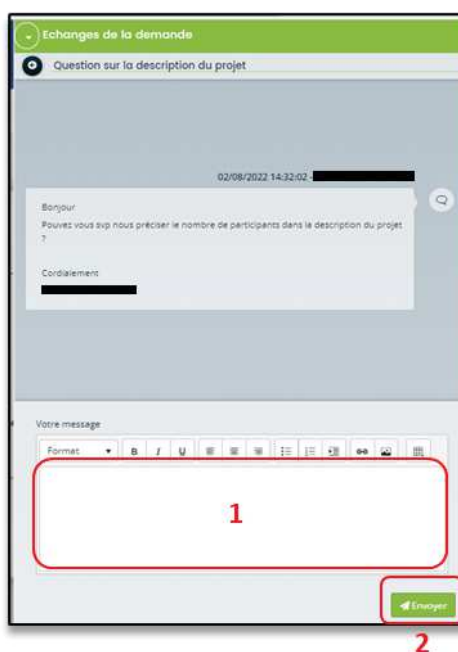 Echanges de la demande
Question sur la description du projet
02/08/2022 14:32:02 -
Bonjour
Pouvez vous svp nous préciser le nombre de participants dans la description du projet
?
Cordialement
Votre message
Format B I U
1
Envoyer
2